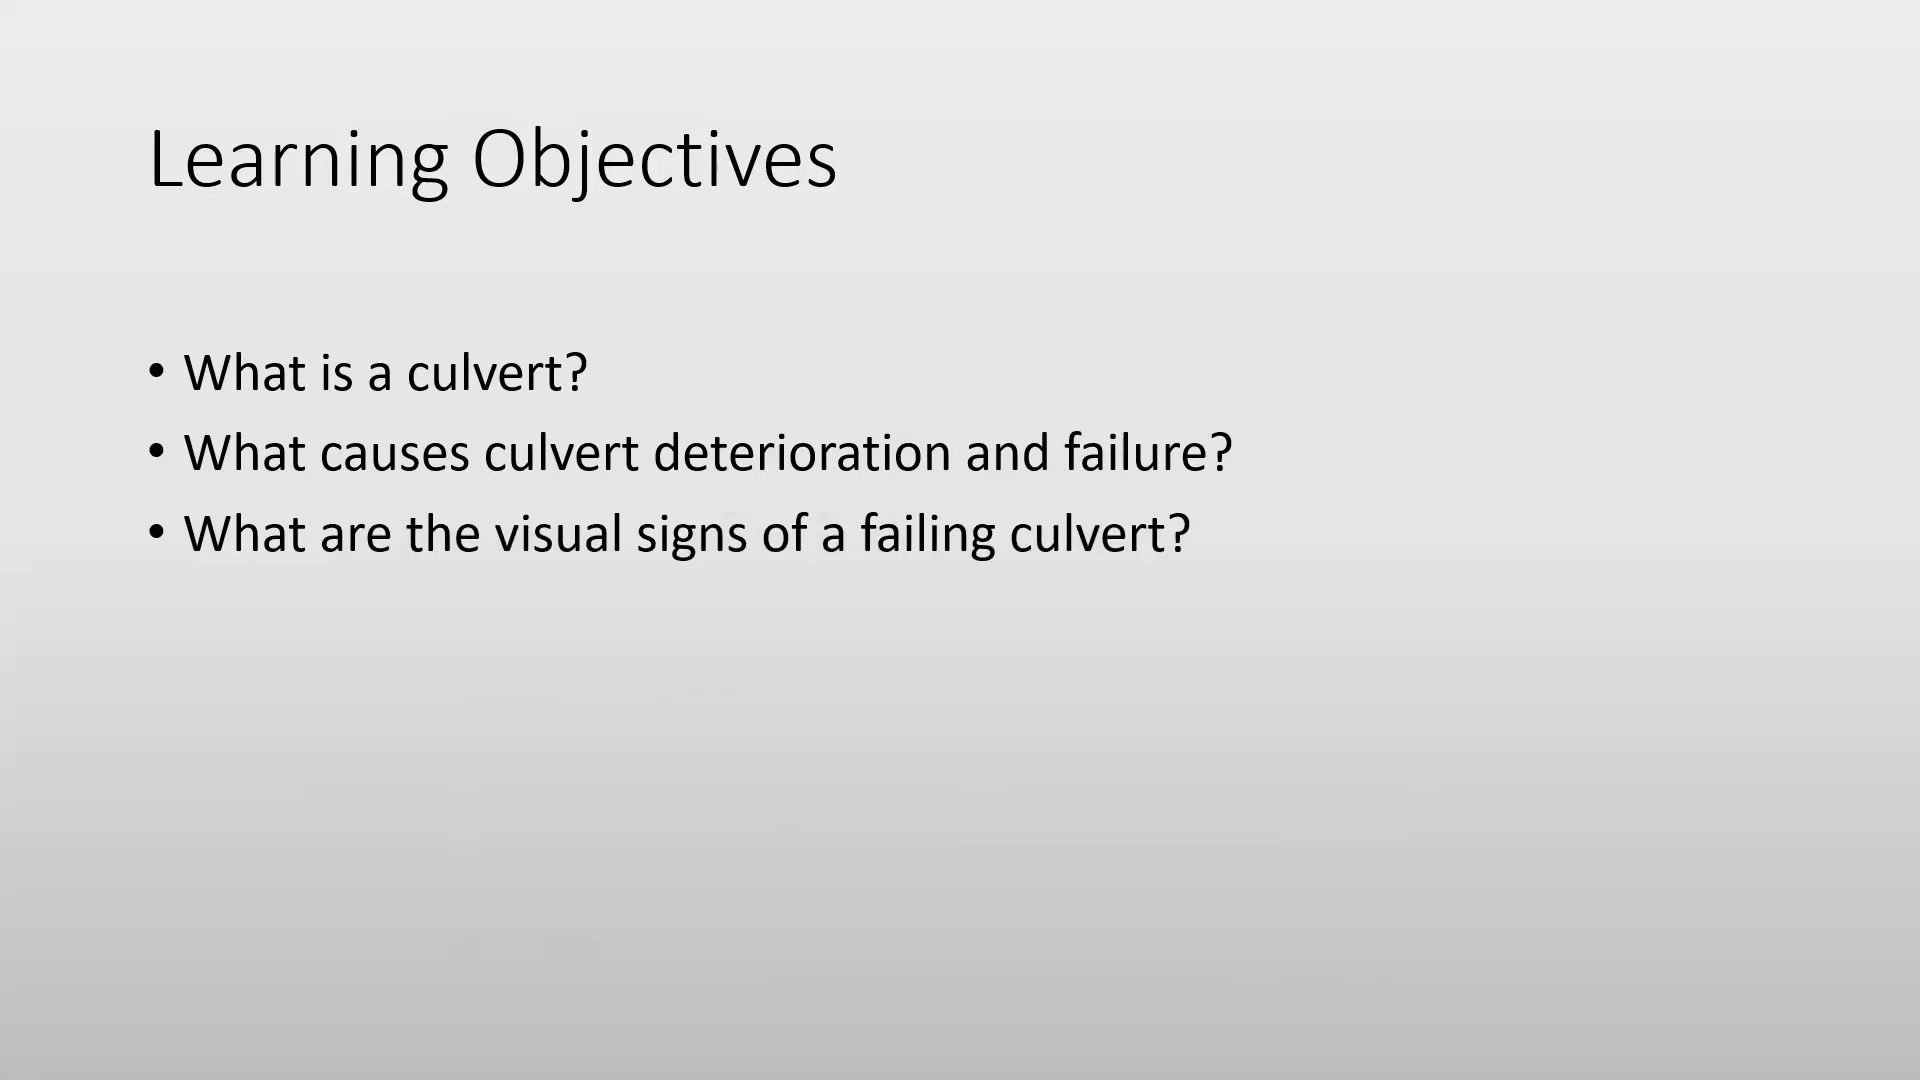 Learning Objectives
• What is a culvert?
• What causes culvert deterioration and failure?
• What are the visual signs of a failing culvert?